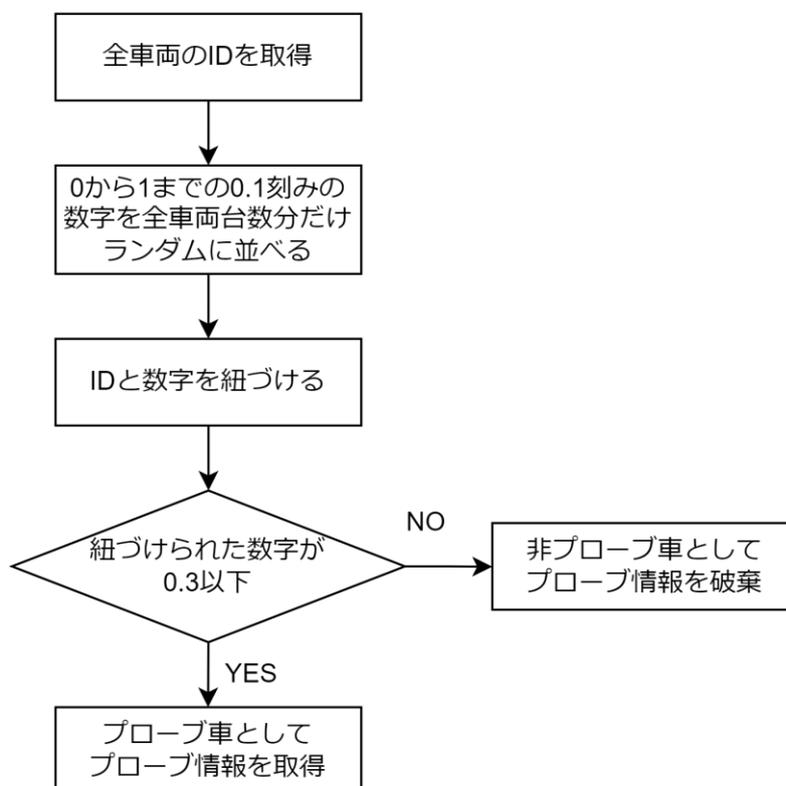 全車両のIDを取得
0から1までの0.1刻みの
数字を全車両台数分だけ
ランダムに並べる
IDと数字を紐づける
紐づけられた数字が
0.3以下
NO
非プローブ車として
プローブ情報を破棄
YES
プローブ車として
プローブ情報を取得